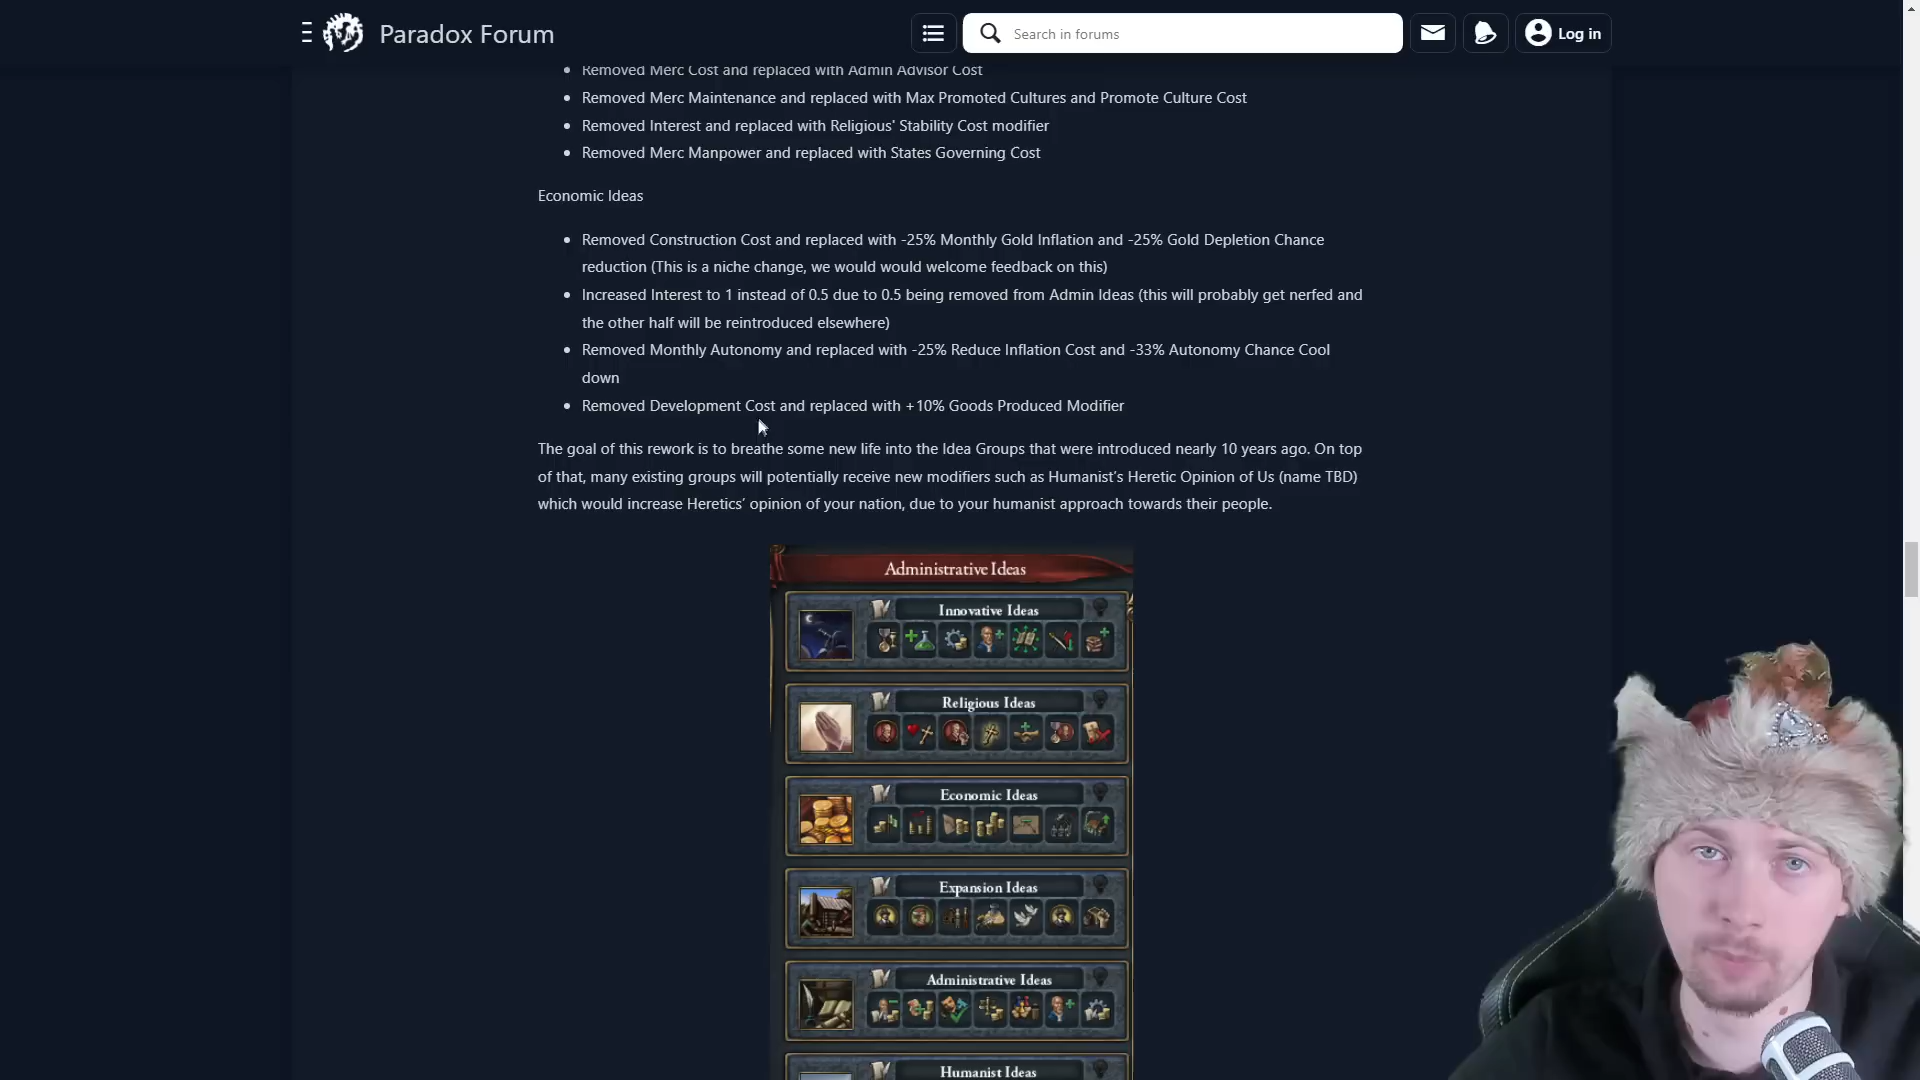 Paradox Forum
Search in forums
Log in
Removed Merc Cost and replaced with Admin Advisor Cost
Removed Merc Maintenance and replaced with Max Promoted Cultures and Promote Culture Cost
Removed Interest and replaced with Religious' Stability Cost modifier
Removed Merc Manpower and replaced with States Governing Cost
Economic Ideas
Removed Construction Cost and replaced with -25% Monthly Gold Inflation and -25% Gold Depletion Chance
reduction (This is a niche change, we would would welcome feedback on this)
Increased Interest to 1 instead of 0.5 due to 0.5 being removed from Admin Ideas (this will probably get nerfed and
the other half will be reintroduced elsewhere)
Removed Monthly Autonomy and replaced with -25% Reduce Inflation Cost and -33% Autonomy Chance Cool
down
Removed Development Cost and replaced with +10% Goods Produced Modifier
The goal of this rework is to breathe some new life into the Idea Groups that were introduced nearly 10 years ago. On top
of that, many existing groups will potentially receive new modifiers such as Humanist's Heretic Opinion of Us (name TBD)
which would increase Heretics' opinion of your nation, due to your humanist approach towards their people.
Administrative Ideas
Innovative Ideas
Religious Ideas
Economic Ideas
Expansion Ideas
Administrative Ideas
Humanist Ideas